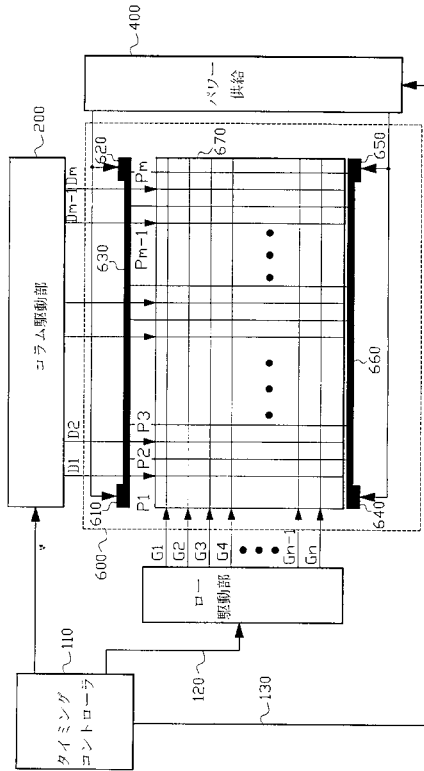 110
タイミング
コントローラ
200
コラム駆動部
D1
D2
Dm-1
Dm
400
パワー
供給
600
610
630
620
P1
P2
P3
Pm-1
Pm
670
G1
G2
G3
G4
Gn-1
Gn
ロー
駆動部
120
130
640
660
650